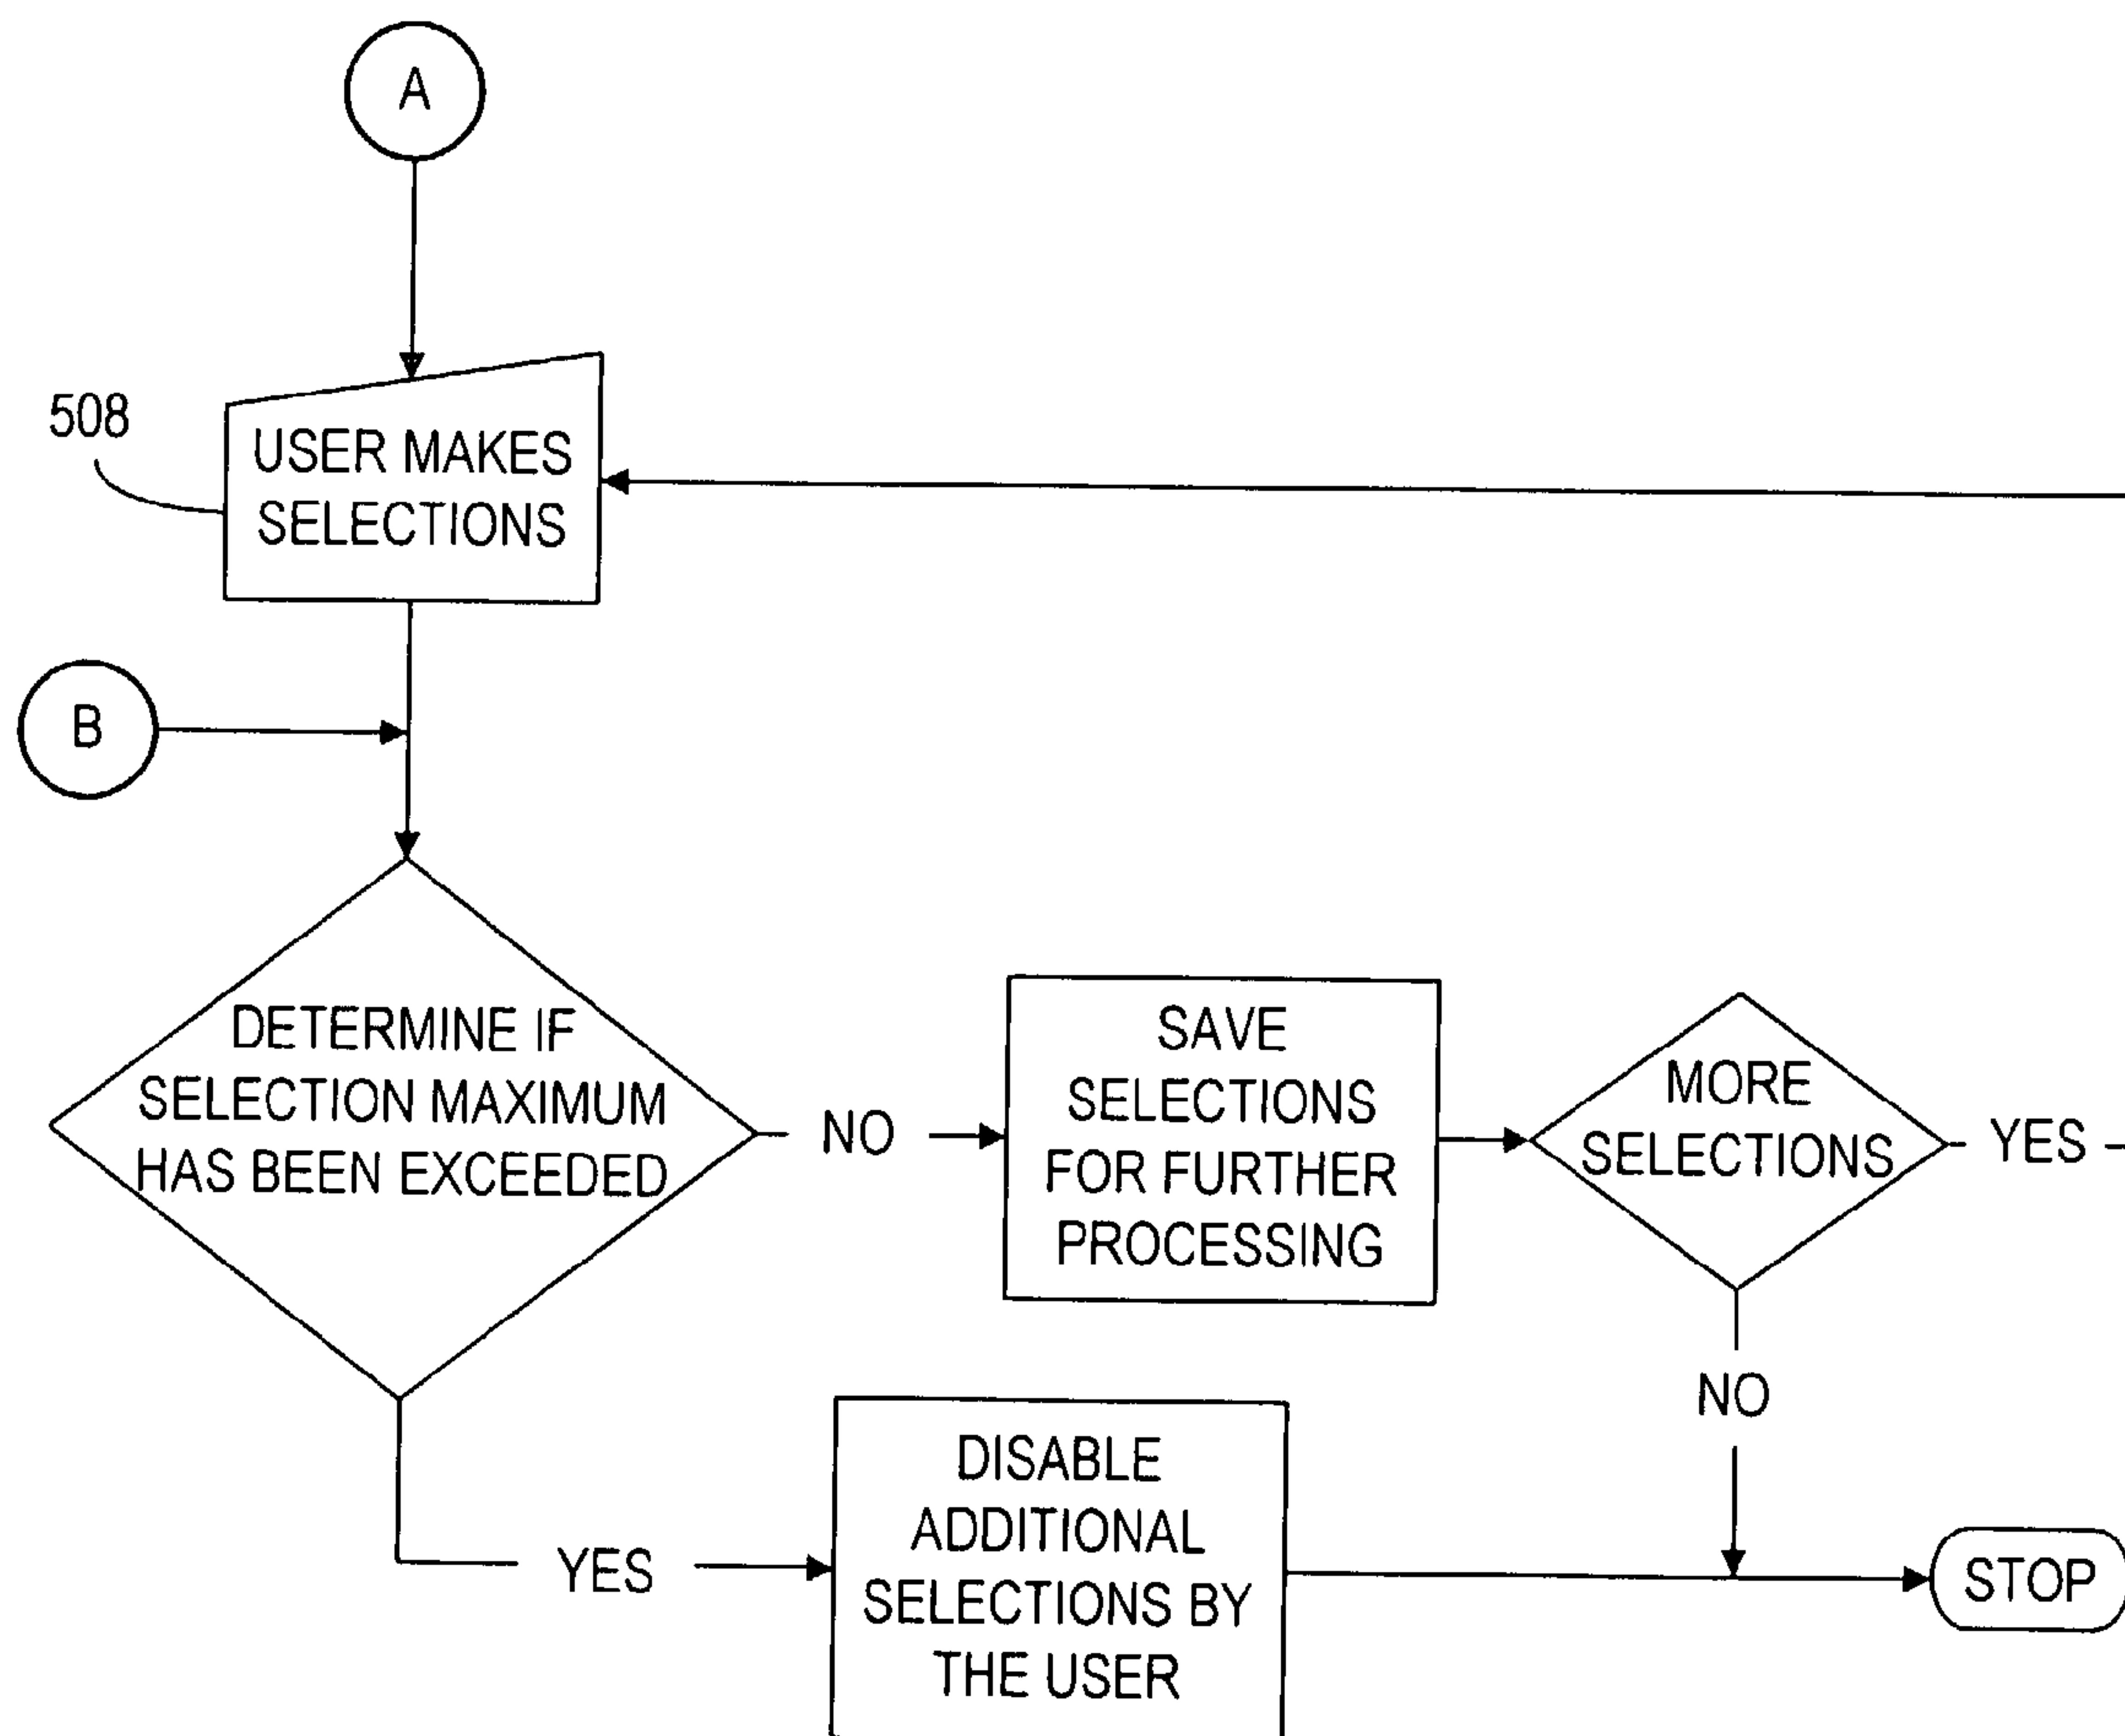 A
508
USER MAKES
SELECTIONS
B
DETERMINE IF
SELECTION MAXIMUM
HAS BEEN EXCEEDED
NO
SAVE
SELECTIONS
FOR FURTHER
PROCESSING
MORE
SELECTIONS
YES
NO
YES
DISABLE
ADDITIONAL
SELECTIONS BY
THE USER
STOP